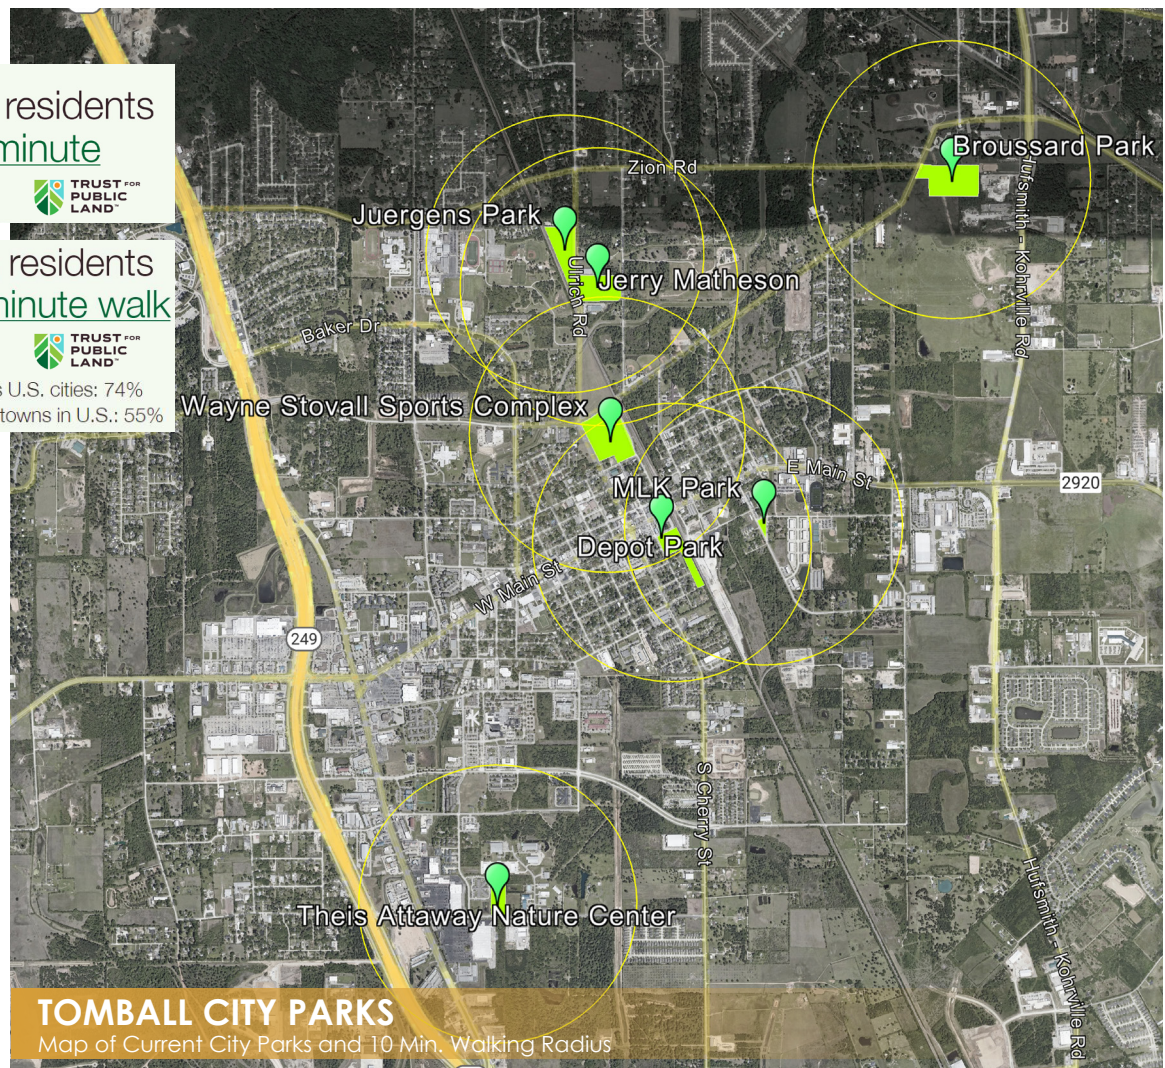 residents
minute
TRUST FOR
PUBLIC
LAND™
residents
minute walk
TRUST FOR
PUBLIC
LAND™
U.S. cities: 74%
towns in U.S.: 55%
Broussard Park
Zion Rd
Juergens Park
Jerry Matheson
Ulrich Rd
Hufsmith - Kohrville Rd
Baker Dr
Wayne Stovall Sports Complex
E Main St
2920
MLK Park
Depot Park
W Main St
249
S Cherry St
Theis Attaway Nature Center
Hufsmith - Kohrville Rd
TOMBALL CITY PARKS
Map of Current City Parks and 10 Min. Walking Radius